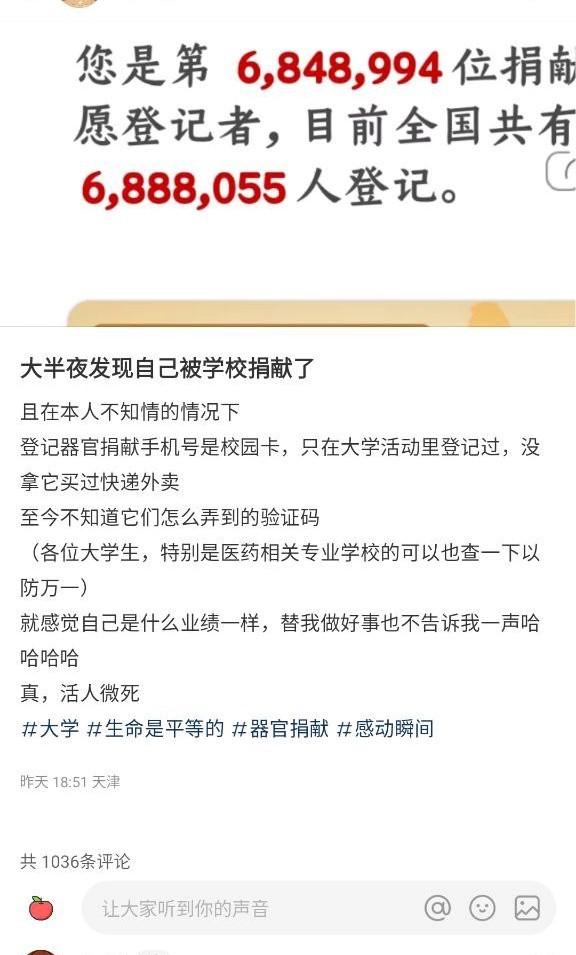 您是第 6,848,994 位捐献
愿登记者，目前全国共有
6,888,055 人登记。
大半夜发现自己被学校捐献了
且在本人不知情的情况下
登记器官捐献手机号是校园卡，只在大学活动里登记过，没
拿它买过快递外卖
至今不知道它们怎么弄到的验证码
（各位大学生，特别是医药相关专业学校的可以也查一下以
防万一）
就感觉自己是什么业绩一样，替我做好事也不告诉我一声哈
哈哈哈
真，活人微死
#大学 #生命是平等的 #器官捐献 #感动瞬间
昨天 18:51 天津
共 1036条评论
让大家听到你的声音